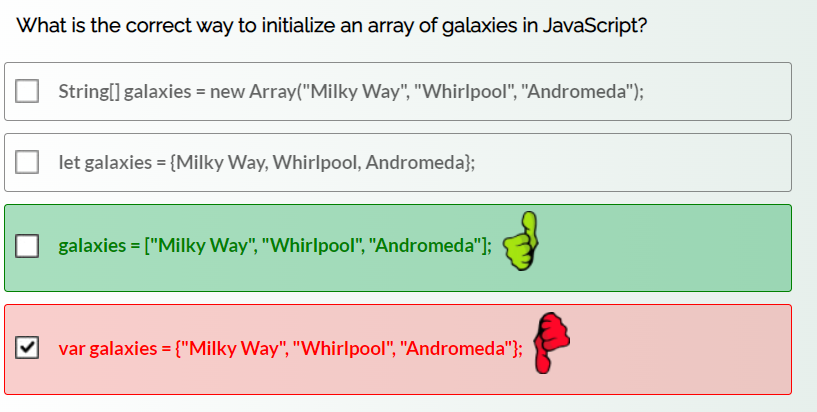 What is the correct way to initialize an array of galaxies in JavaScript?
String[] galaxies = new Array("Milky Way", "Whirlpool", "Andromeda");
let galaxies = {Milky Way, Whirlpool, Andromeda};
galaxies = ["Milky Way", "Whirlpool", "Andromeda"];
var galaxies = {"Milky Way", "Whirlpool", "Andromeda"};